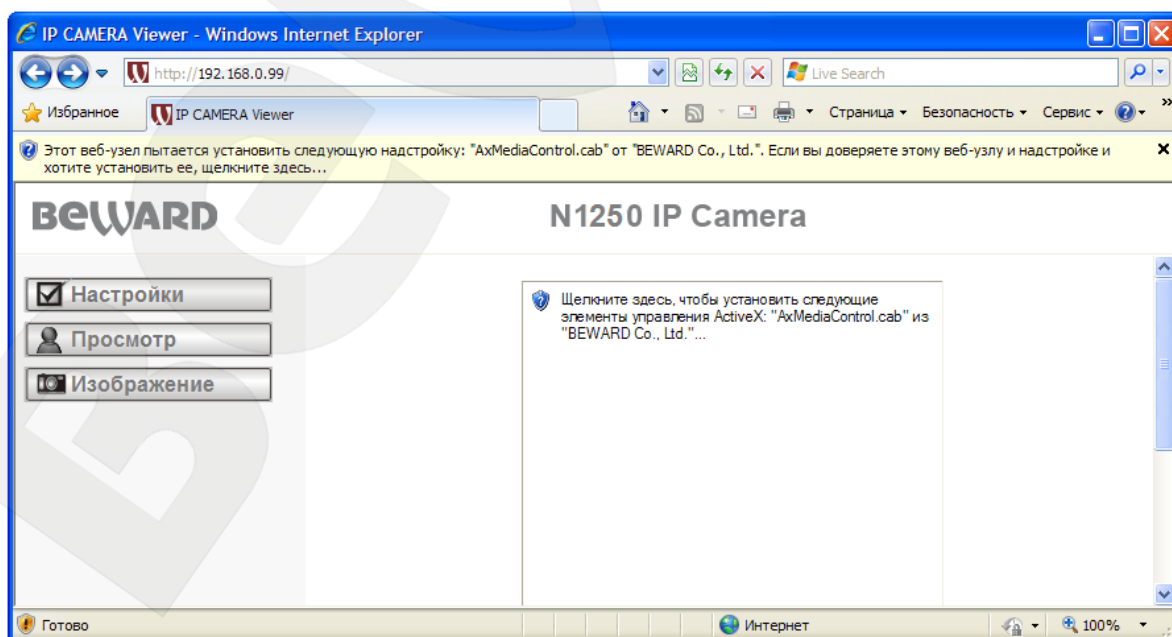 IP CAMERA Viewer - Windows Internet Explorer
http://192.168.0.99/
Live Search
Избранное
IP CAMERA Viewer
Страница
Безопасность
Сервис
»
Этот веб-узел пытается установить следующую надстройку: "AxMediaControl.cab" от "BEWARD Co., Ltd.". Если вы доверяете этому веб-узлу и надстройке и
хотите установить ее, щелкните здесь...
BEWARD
N1250 IP Camera
Настройки
Просмотр
Изображение
Щелкните здесь, чтобы установить следующие
элементы управления ActiveX: "AxMediaControl.cab" из
"BEWARD Co., Ltd."...
Готово
Интернет
100%